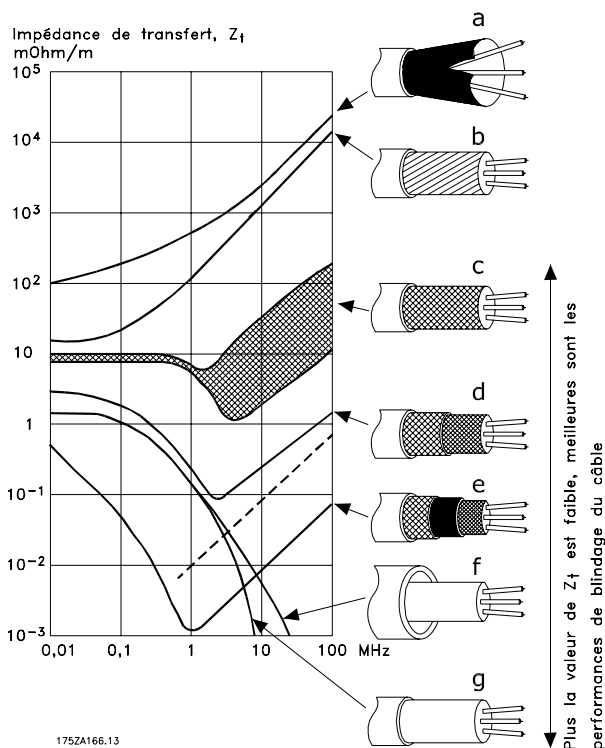 Impédance de transfert, Zt
mOhm/m
10⁵
10⁴
10³
10²
10
1
10⁻¹
10⁻²
10⁻³
0,01 0,1 1 10 100 MHz
a
b
c
d
e
f
g
Plus la valeur de Zt est faible, meilleures sont les
performances de blindage du câble
175ZA166.13